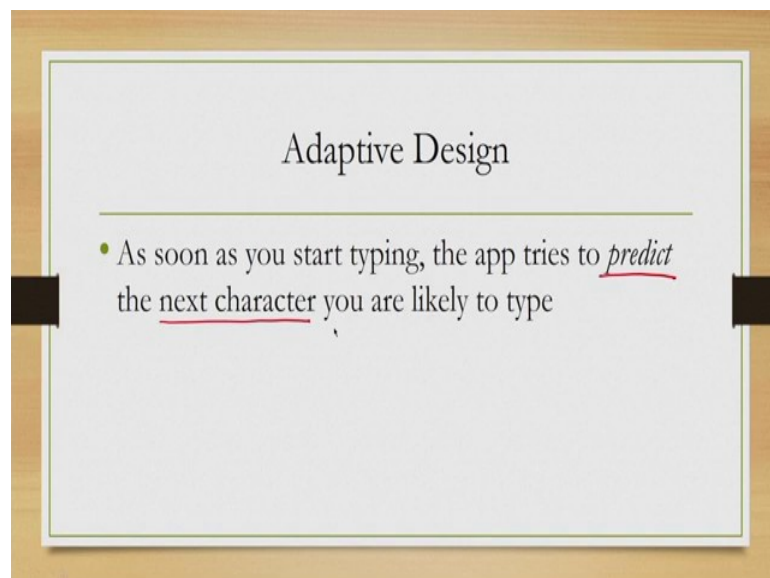 Adaptive Design
• As soon as you start typing, the app tries to predict
the next character you are likely to type